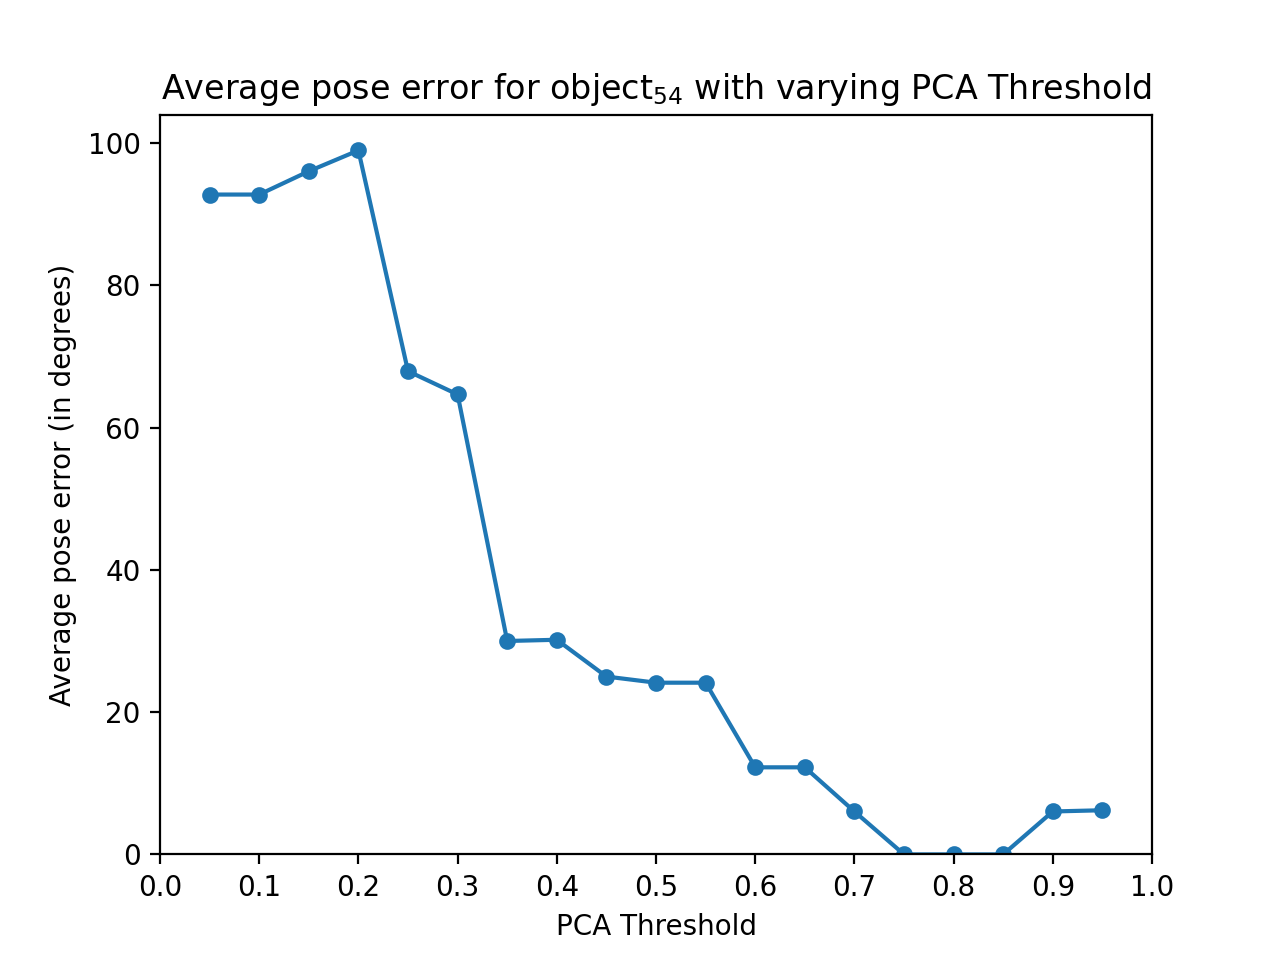 Average pose error for object₅₄ with varying PCA Threshold
Average pose error (in degrees)
100
80
60
40
20
0
0.0 0.1 0.2 0.3 0.4 0.5 0.6 0.7 0.8 0.9 1.0
PCA Threshold